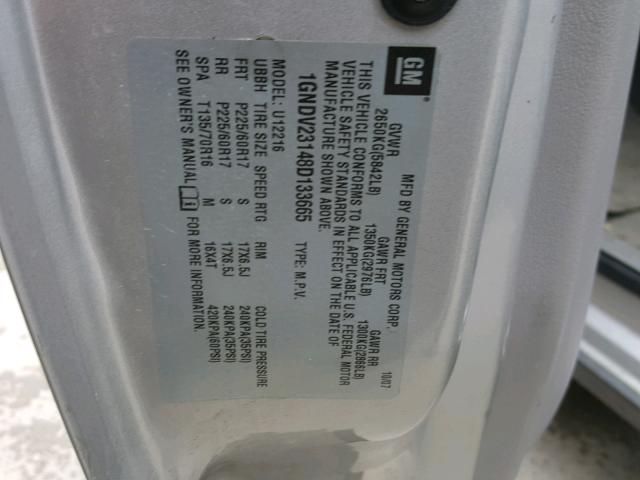 GM
MFD BY GENERAL MOTORS CORP. 10/07
GVWR GAWR FRT GAWR RR
2650KG(5842LB) 1350KG(2976LB) 1300KG(2866LB)
THIS VEHICLE CONFORMS TO ALL APPLICABLE U.S. FEDERAL MOTOR
VEHICLE SAFETY STANDARDS IN EFFECT ON THE DATE OF
MANUFACTURE SHOWN ABOVE.
1GNDV23148D133665 TYPE: M.P.V.
MODEL: U12216
UBBH TIRE SIZE SPEED RTG RIM COLD TIRE PRESSURE
FRT P225/60R17 S 17X6.5J 240KPA(35PSI)
RR P225/60R17 S 17X6.5J 240KPA(35PSI)
SPA T135/70R16 M 16X4T 420KPA(60PSI)
SEE OWNER'S MANUAL FOR MORE INFORMATION.